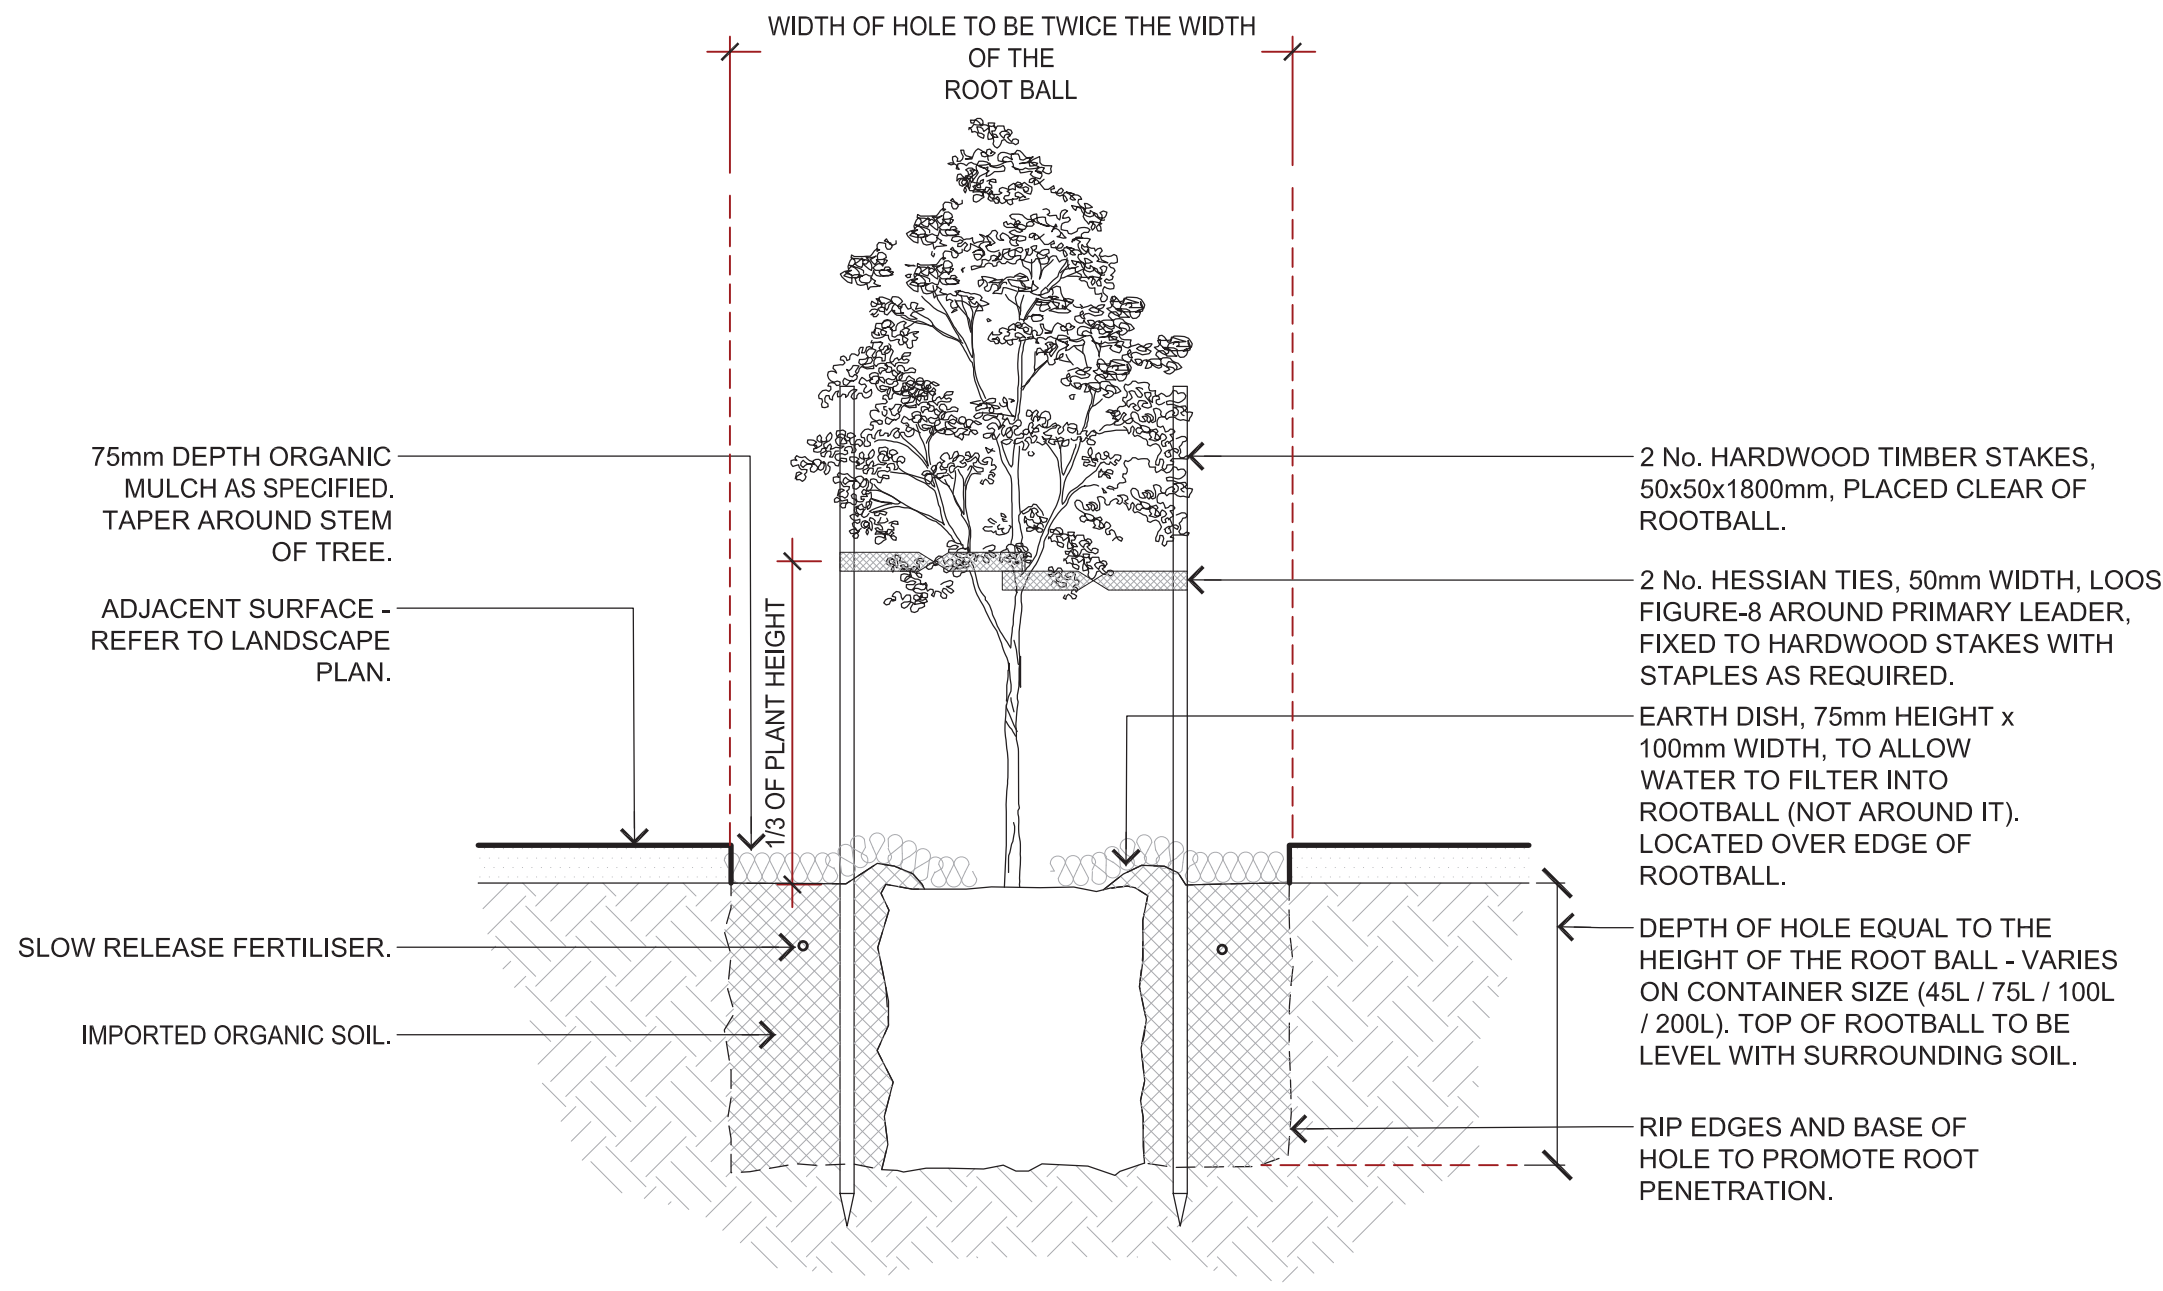 WIDTH OF HOLE TO BE TWICE THE WIDTH
OF THE
ROOT BALL
75mm DEPTH ORGANIC
MULCH AS SPECIFIED.
TAPER AROUND STEM
OF TREE.
ADJACENT SURFACE -
REFER TO LANDSCAPE
PLAN.
SLOW RELEASE FERTILISER.
IMPORTED ORGANIC SOIL.
1/3 OF PLANT HEIGHT
2 No. HARDWOOD TIMBER STAKES,
50x50x1800mm, PLACED CLEAR OF
ROOTBALL.
2 No. HESSIAN TIES, 50mm WIDTH, LOOS
FIGURE-8 AROUND PRIMARY LEADER,
FIXED TO HARDWOOD STAKES WITH
STAPLES AS REQUIRED.
EARTH DISH, 75mm HEIGHT x
100mm WIDTH, TO ALLOW
WATER TO FILTER INTO
ROOTBALL (NOT AROUND IT).
LOCATED OVER EDGE OF
ROOTBALL.
DEPTH OF HOLE EQUAL TO THE
HEIGHT OF THE ROOT BALL - VARIES
ON CONTAINER SIZE (45L / 75L / 100L
/ 200L). TOP OF ROOTBALL TO BE
LEVEL WITH SURROUNDING SOIL.
RIP EDGES AND BASE OF
HOLE TO PROMOTE ROOT
PENETRATION.